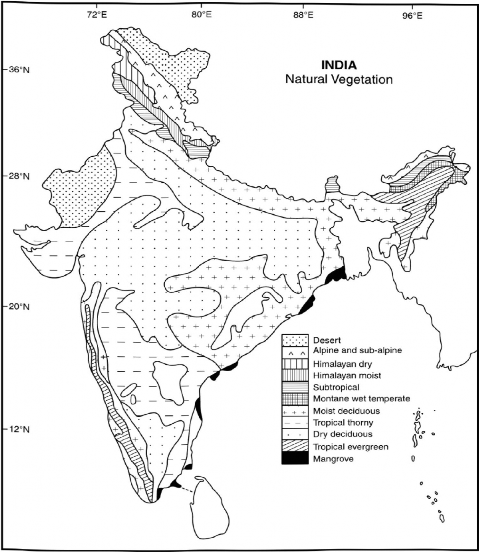 72°E 80°E 88°E 96°E
INDIA
Natural Vegetation
36°N
28°N
20°N
12°N
Desert
Alpine and sub-alpine
Himalayan dry
Himalayan moist
Subtropical
Montane wet temperate
Moist deciduous
Tropical thorny
Dry deciduous
Tropical evergreen
Mangrove